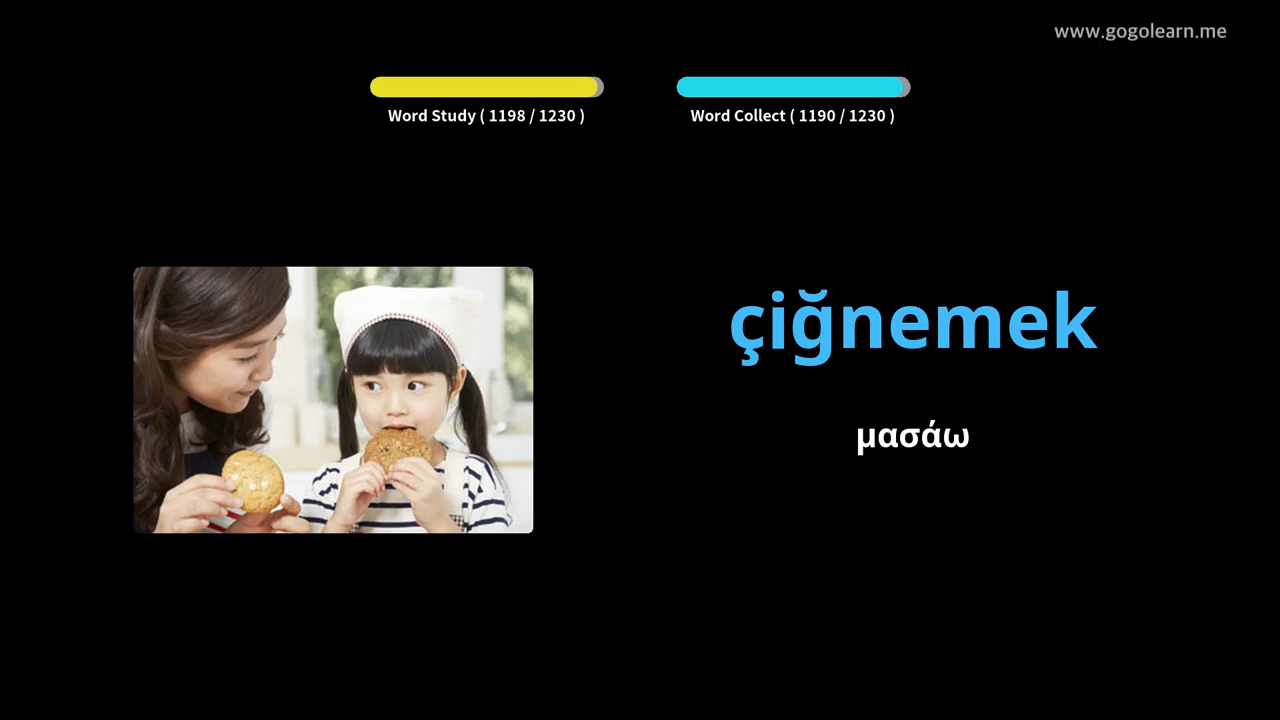 www.gogolearn.me
Word Study ( 1198 / 1230 )
Word Collect ( 1190 / 1230 )
çiğnemek
μασάω